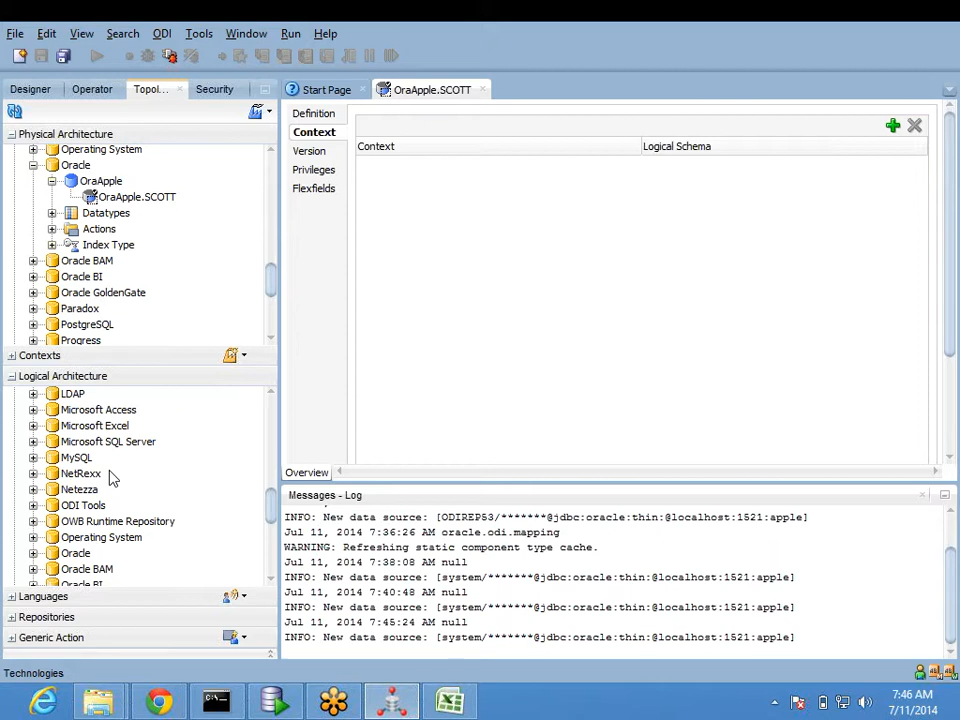 File Edit View Search ODI Tools Window Run Help
Designer Operator Topol... Security
Start Page OraApple.SCOTT
Physical Architecture
Operating System
Oracle
OraApple
OraApple.SCOTT
Datatypes
Actions
Index Type
Oracle BAM
Oracle BI
Oracle GoldenGate
Paradox
PostgreSQL
Progress
Contexts
Logical Architecture
LDAP
Microsoft Access
Microsoft Excel
Microsoft SQL Server
MySQL
NetRexx
Netezza
ODI Tools
OWB Runtime Repository
Operating System
Oracle
Oracle BAM
Oracle BI
Languages
Repositories
Generic Action
Technologies
Definition
Context
Version
Privileges
Flexfields
Context Logical Schema
Overview
Messages - Log
INFO: New data source: [ODIREP53/*******@jdbc:oracle:thin:@localhost:1521:apple]
Jul 11, 2014 7:36:26 AM oracle.odi.mapping
WARNING: Refreshing static component type cache.
Jul 11, 2014 7:38:08 AM null
INFO: New data source: [system/*******@jdbc:oracle:thin:@localhost:1521:apple]
Jul 11, 2014 7:40:48 AM null
INFO: New data source: [system/*******@jdbc:oracle:thin:@localhost:1521:apple]
Jul 11, 2014 7:45:24 AM null
INFO: New data source: [system/*******@jdbc:oracle:thin:@localhost:1521:apple]
7:46 AM
7/11/2014